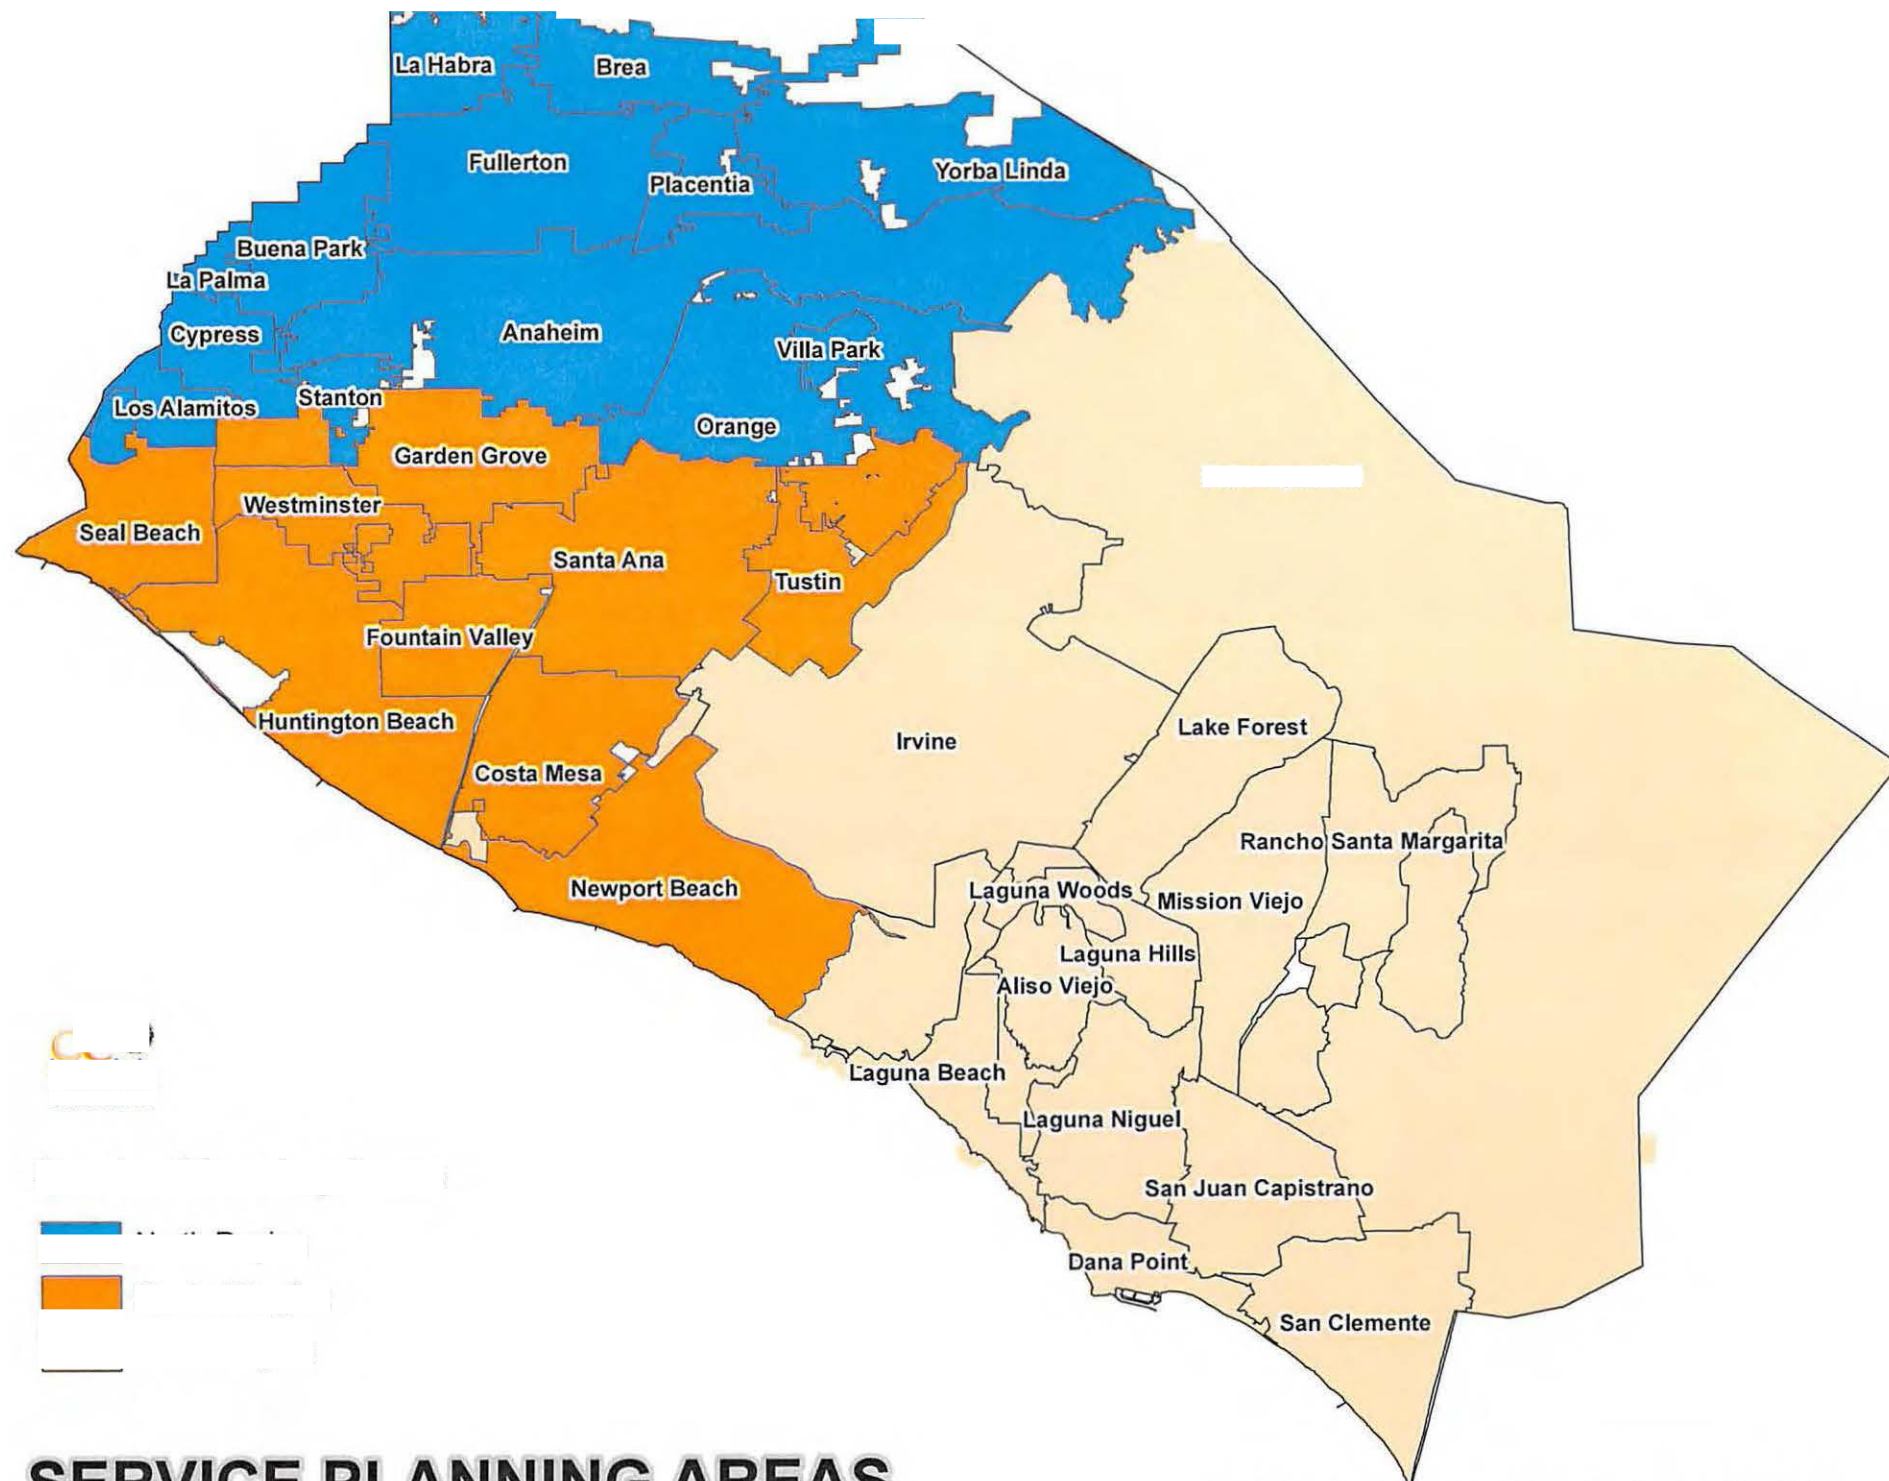 La Habra
Brea
Fullerton
Placentia
Yorba Linda
Buena Park
La Palma
Cypress
Anaheim
Villa Park
Stanton
Los Alamitos
Orange
Garden Grove
Westminster
Seal Beach
Santa Ana
Tustin
Fountain Valley
Huntington Beach
Irvine
Lake Forest
Costa Mesa
Rancho Santa Margarita
Newport Beach
Laguna Woods
Mission Viejo
Laguna Hills
Aliso Viejo
Laguna Beach
Laguna Niguel
San Juan Capistrano
Dana Point
San Clemente
SERVICE PLANNING AREAS